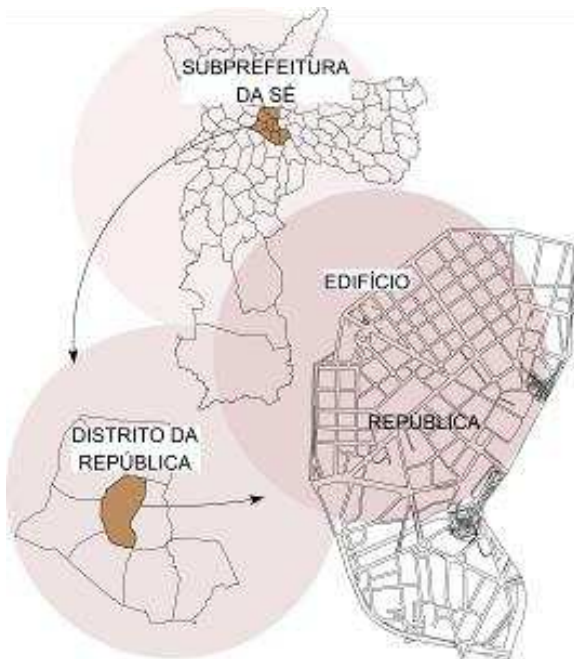 SUBPREFEITURA
DA SÉ
EDIFÍCIO
REPÚBLICA
DISTRITO DA
REPÚBLICA